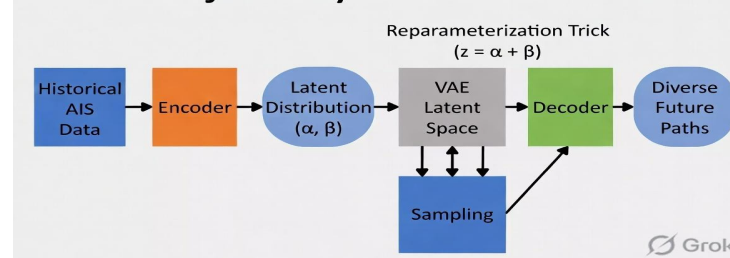 Reparameterization Trick
(z = α + β)
Historical
AIS
Data
Encoder
Latent
Distribution
(α, β)
VAE
Latent
Space
Decoder
Diverse
Future
Paths
Sampling
Grok